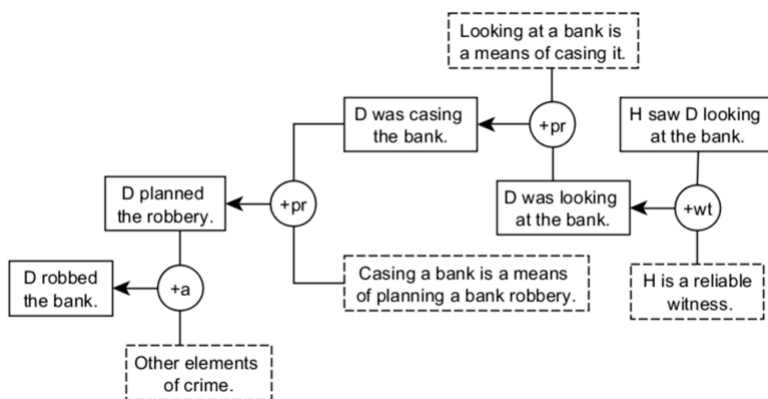 Looking at a bank is
a means of casing it.
D was casing
the bank.
+pr
H saw D looking
at the bank.
D planned
the robbery.
+pr
D was looking
at the bank.
+wt
D robbed
the bank.
+a
Casing a bank is a means
of planning a bank robbery.
H is a reliable
witness.
Other elements
of crime.